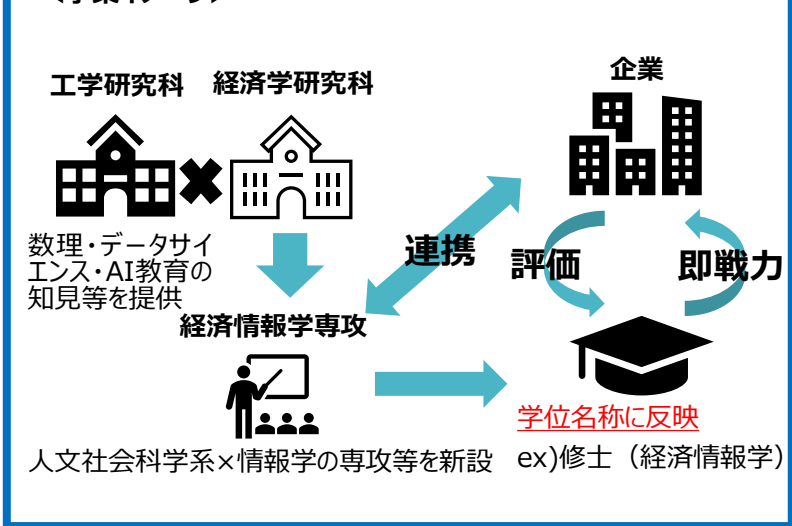 工学研究科
経済学研究科
企業
数理・データサイ
エンス・AI教育の
知見等を提供
連携
評価
即戦力
経済情報学専攻
学位名称に反映
人文社会科学系×情報学の専攻等を新設
ex)修士（経済情報学）